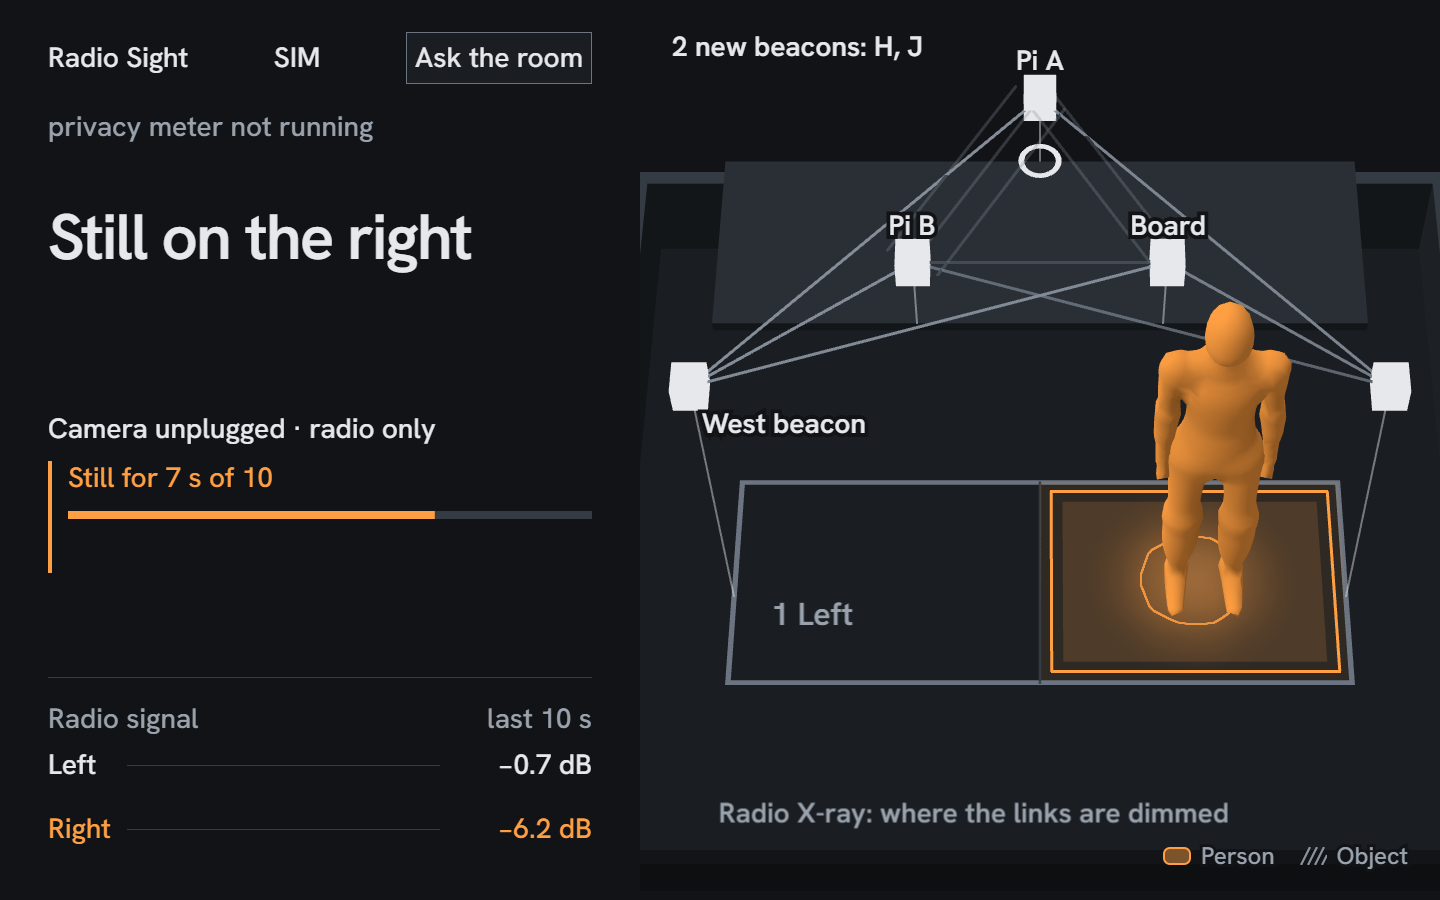 Radio Sight
SIM
Ask the room
privacy meter not running
Still on the right
Camera unplugged · radio only
Still for 7 s of 10
Radio signal
last 10 s
Left
−0.7 dB
Right
−6.2 dB
2 new beacons: H, J
Pi A
Pi B
Board
West beacon
1 Left
Radio X-ray: where the links are dimmed
Person
Object